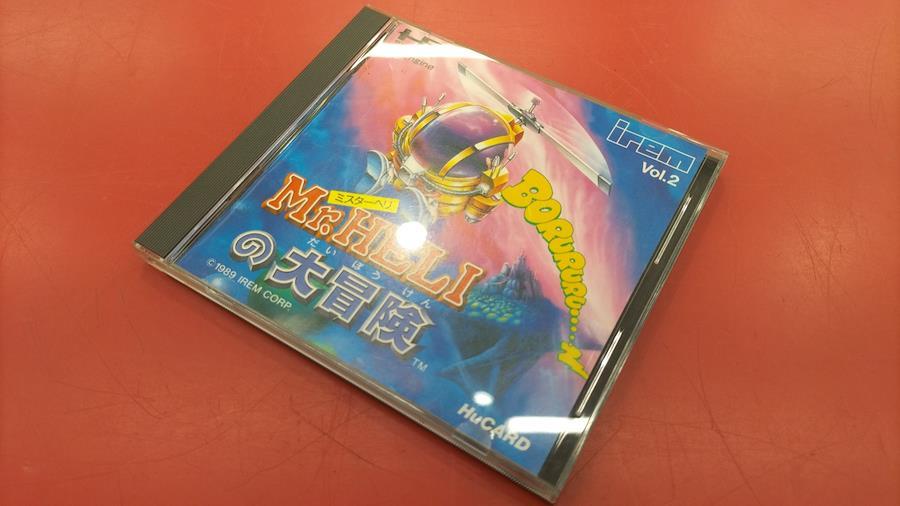 Engine
irem
Vol.2
BORURURU.....N
ミスターヘリ
Mr.HELI
だいぼうけん
の大冒険
TM
© 1989 IREM CORP.
HuCARD